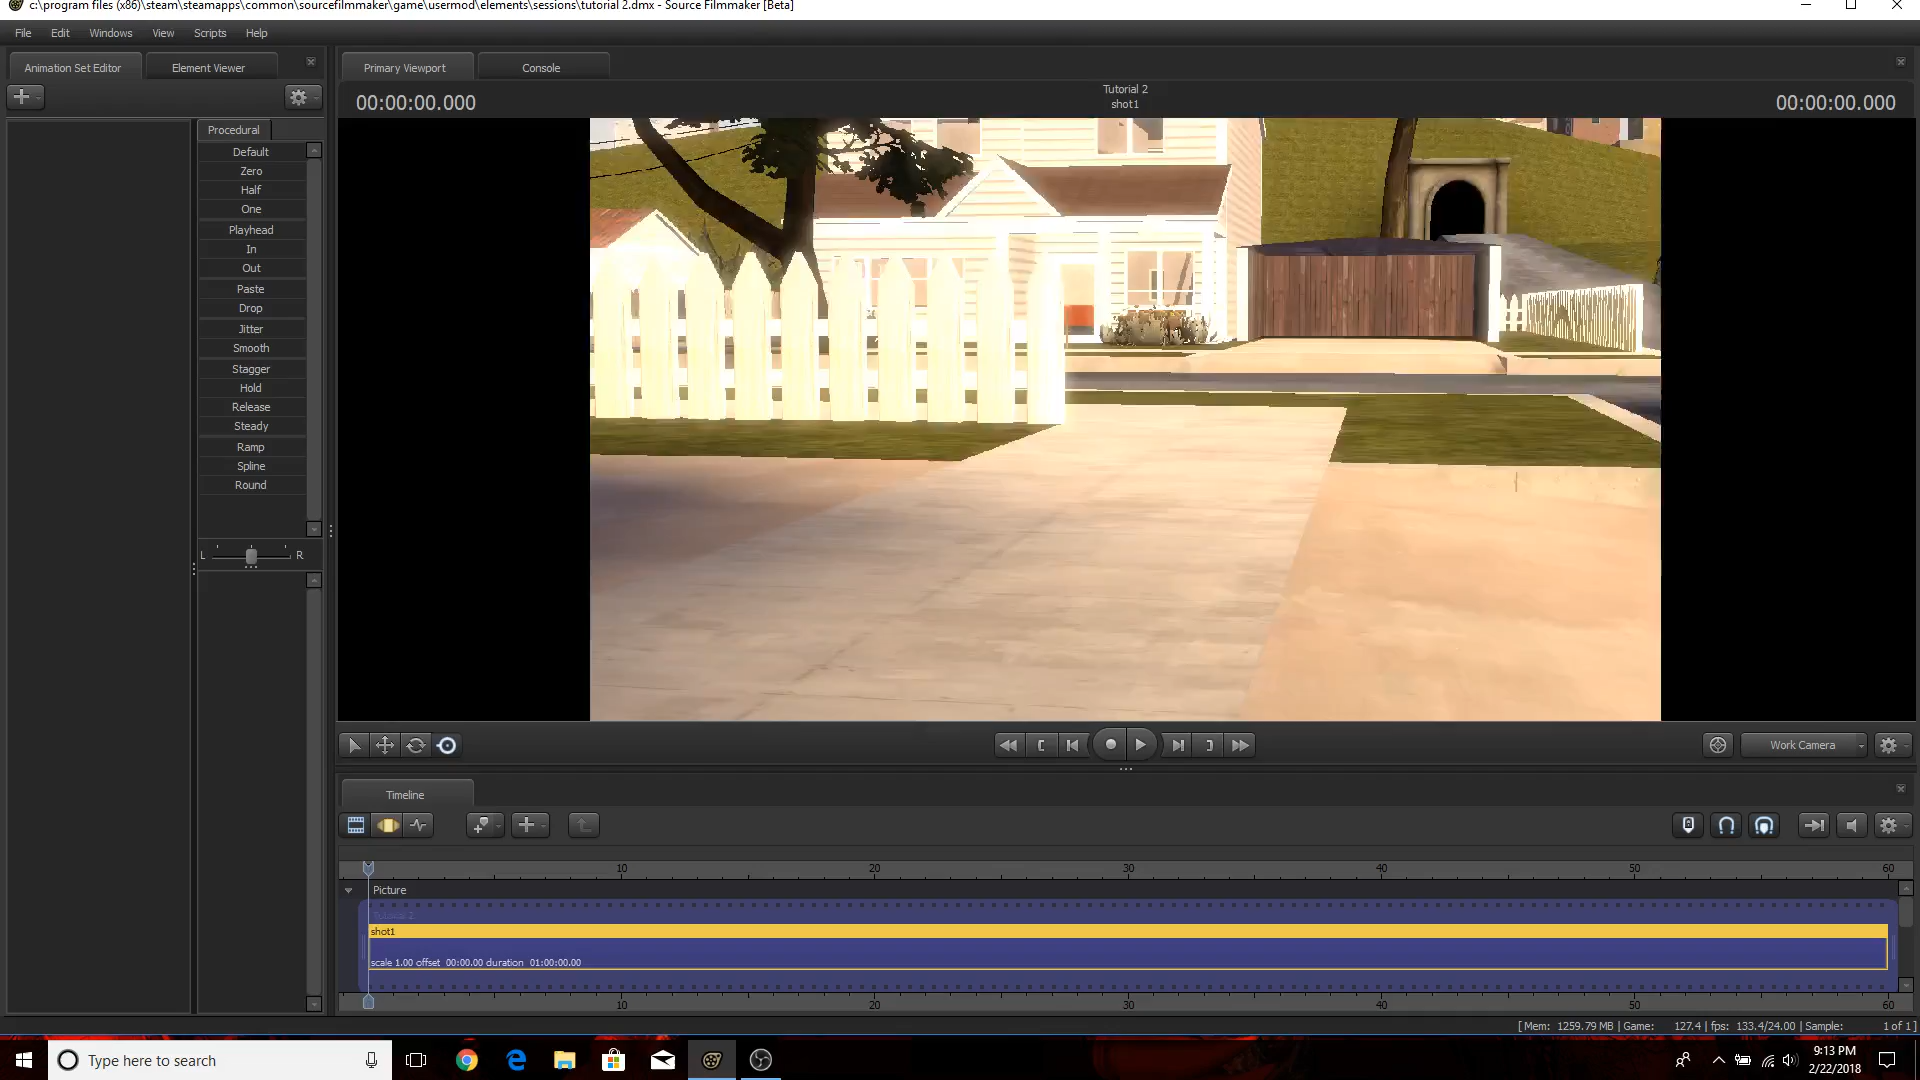 c:\program files (x86)\steam\steamapps\common\sourcefilmmaker\game\usermod\elements\sessions\tutorial 2.dmx - Source Filmmaker [Beta]
File Edit Windows View Scripts Help
Animation Set Editor Element Viewer
Primary Viewport Console
00:00:00.000
Tutorial 2
shot1
00:00:00.000
Procedural
Default
Zero
Half
One
Playhead
In
Out
Paste
Drop
Jitter
Smooth
Stagger
Hold
Release
Steady
Ramp
Spline
Round
L R
Work Camera
Timeline
10 20 30 40 50 60
Picture
Tutorial 2
shot1
scale 1.00 offset 00:00.00 duration 01:00:00.00
10 20 30 40 50 60
[ Mem: 1259.79 MB | Game: 127.4 | fps: 133.4/24.00 | Sample: 1 of 1 ]
Type here to search
9:13 PM
2/22/2018